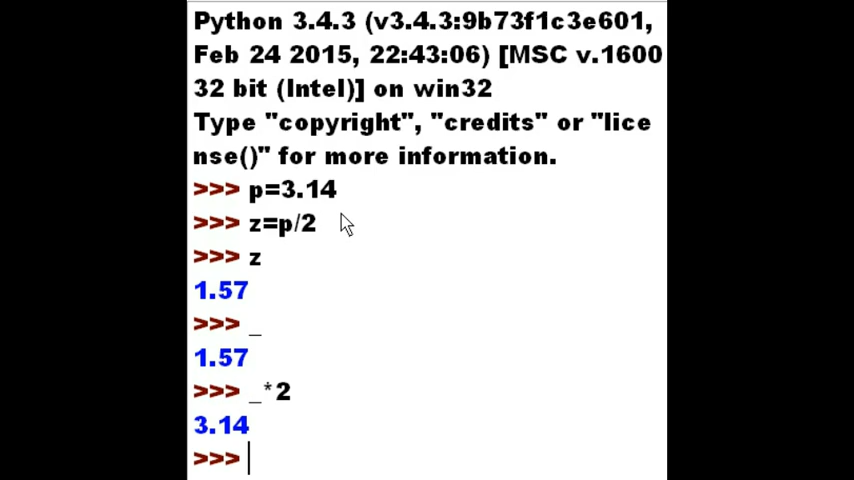 Python 3.4.3 (v3.4.3:9b73f1c3e601,
Feb 24 2015, 22:43:06) [MSC v.1600
32 bit (Intel)] on win32
Type "copyright", "credits" or "lice
nse()" for more information.
>>> p=3.14
>>> z=p/2
>>> z
1.57
>>> _
1.57
>>> _*2
3.14
>>>